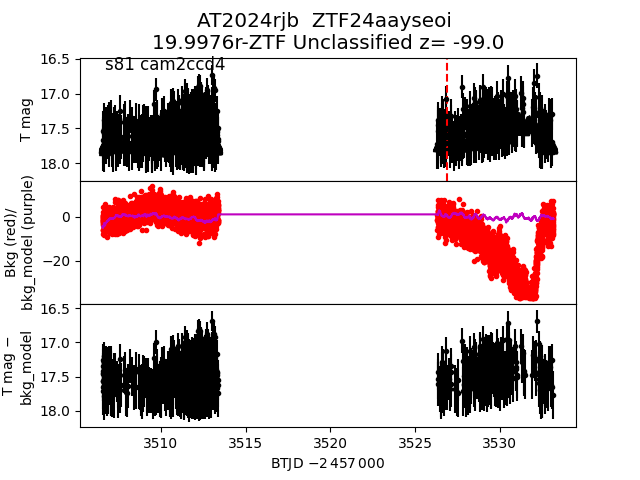 AT2024rjb  ZTF24aayseoi
19.9976r-ZTF Unclassified z= -99.0
s81 cam2ccd4
T mag
16.5
17.0
17.5
18.0
Bkg (red)/
bkg_model (purple)
0
−20
T mag −
bkg_model
16.5
17.0
17.5
18.0
3510
3515
3520
3525
3530
BTJD −2 457 000